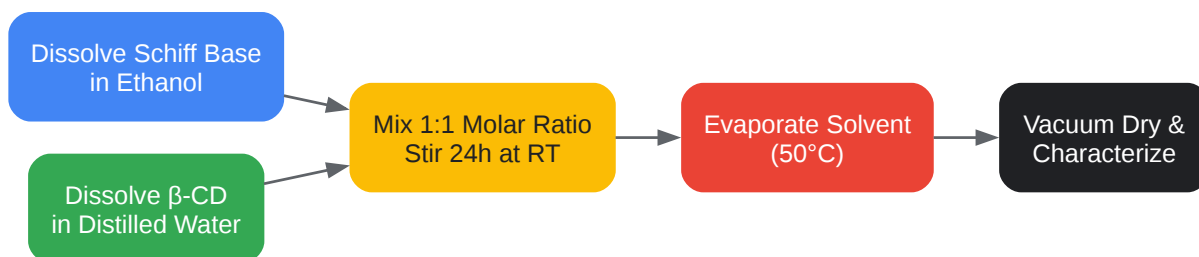 Dissolve Schiff Base
in Ethanol
Dissolve β-CD
in Distilled Water
Mix 1:1 Molar Ratio
Stir 24h at RT
Evaporate Solvent
(50°C)
Vacuum Dry &
Characterize